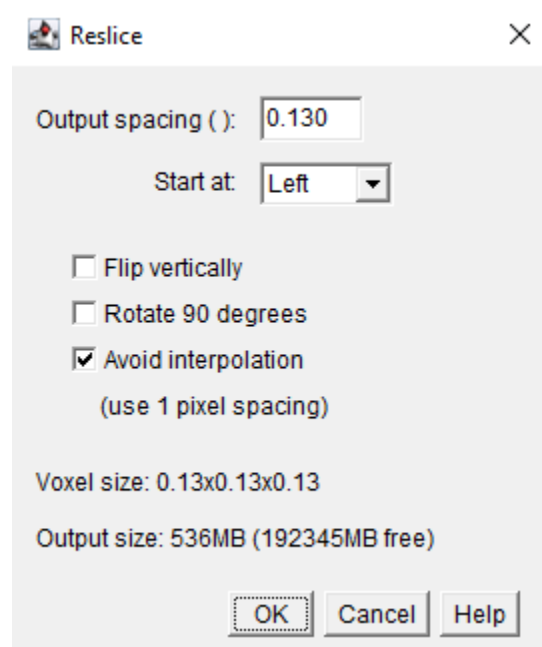 Reslice
Output spacing ( ): 0.130
Start at: Left
Flip vertically
Rotate 90 degrees
Avoid interpolation
(use 1 pixel spacing)
Voxel size: 0.13x0.13x0.13
Output size: 536MB (192345MB free)
OK Cancel Help